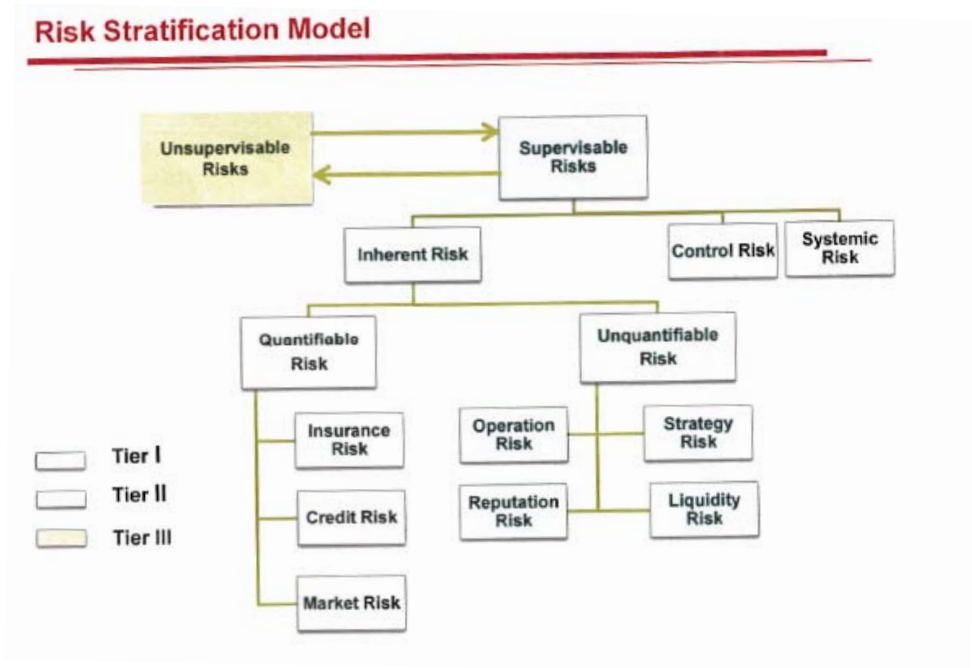 Risk Stratification Model
Unsupervisable
Risks
Supervisable
Risks
Inherent Risk
Control Risk
Systemic
Risk
Quantifiable
Risk
Unquantifiable
Risk
Insurance
Risk
Operation
Risk
Strategy
Risk
Credit Risk
Reputation
Risk
Liquidity
Risk
Market Risk
Tier I
Tier II
Tier III